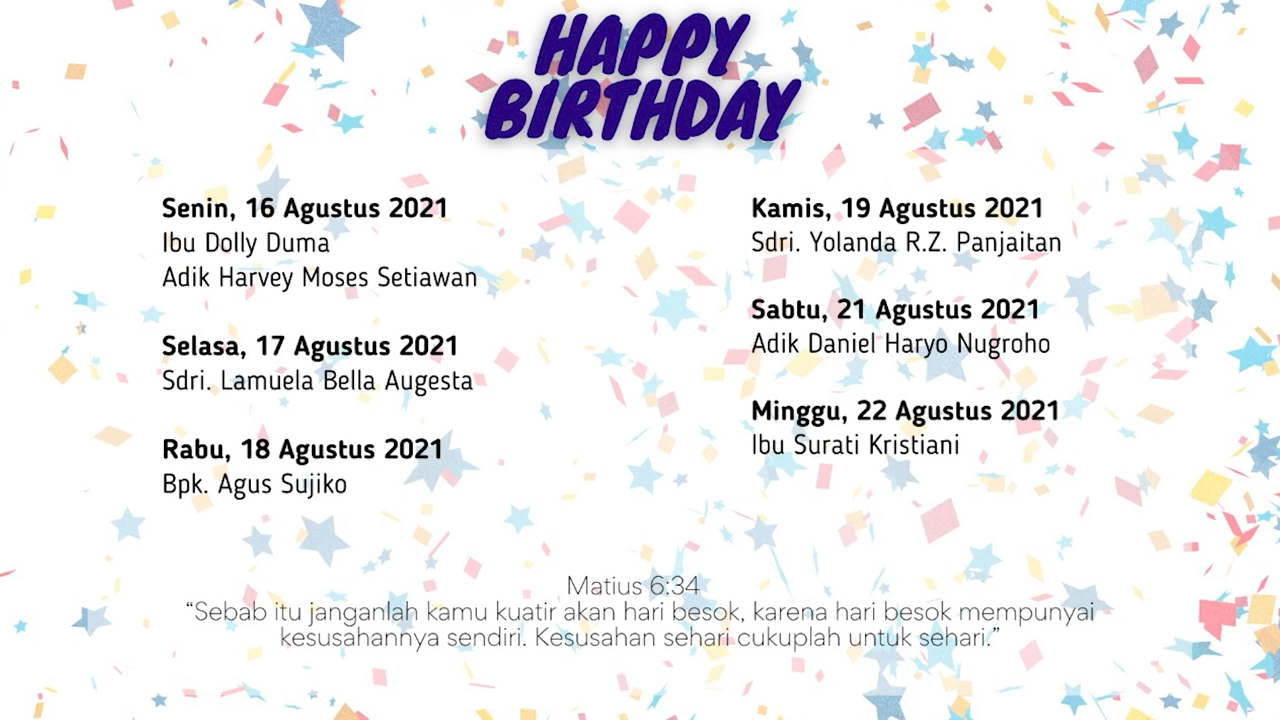 HAPPY
BIRTHDAY
Senin, 16 Agustus 2021
Ibu Dolly Duma
Adik Harvey Moses Setiawan
Selasa, 17 Agustus 2021
Sdri. Lamuela Bella Augesta
Rabu, 18 Agustus 2021
Bpk. Agus Sujiko
Kamis, 19 Agustus 2021
Sdri. Yolanda R.Z. Panjaitan
Sabtu, 21 Agustus 2021
Adik Daniel Haryo Nugroho
Minggu, 22 Agustus 2021
Ibu Surati Kristiani
Matius 6:34
“Sebab itu janganlah kamu kuatir akan hari besok, karena hari besok mempunyai
kesusahannya sendiri. Kesusahan sehari cukuplah untuk sehari.”